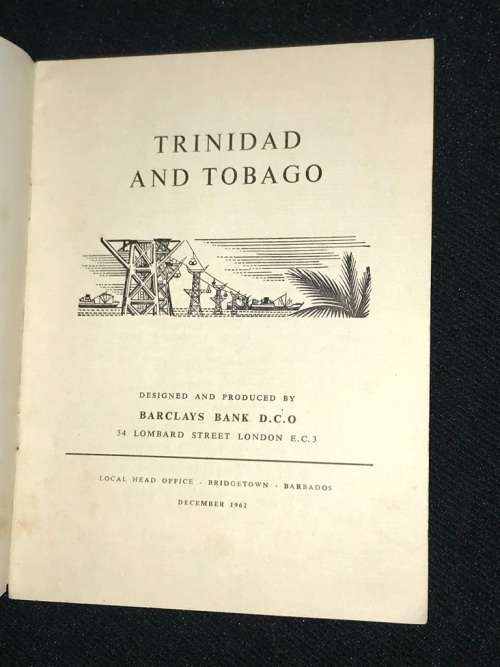 TRINIDAD
AND TOBAGO
DESIGNED AND PRODUCED BY
BARCLAYS BANK D.C.O
54 LOMBARD STREET LONDON E.C.3
LOCAL HEAD OFFICE - BRIDGETOWN - BARBADOS
DECEMBER 1962